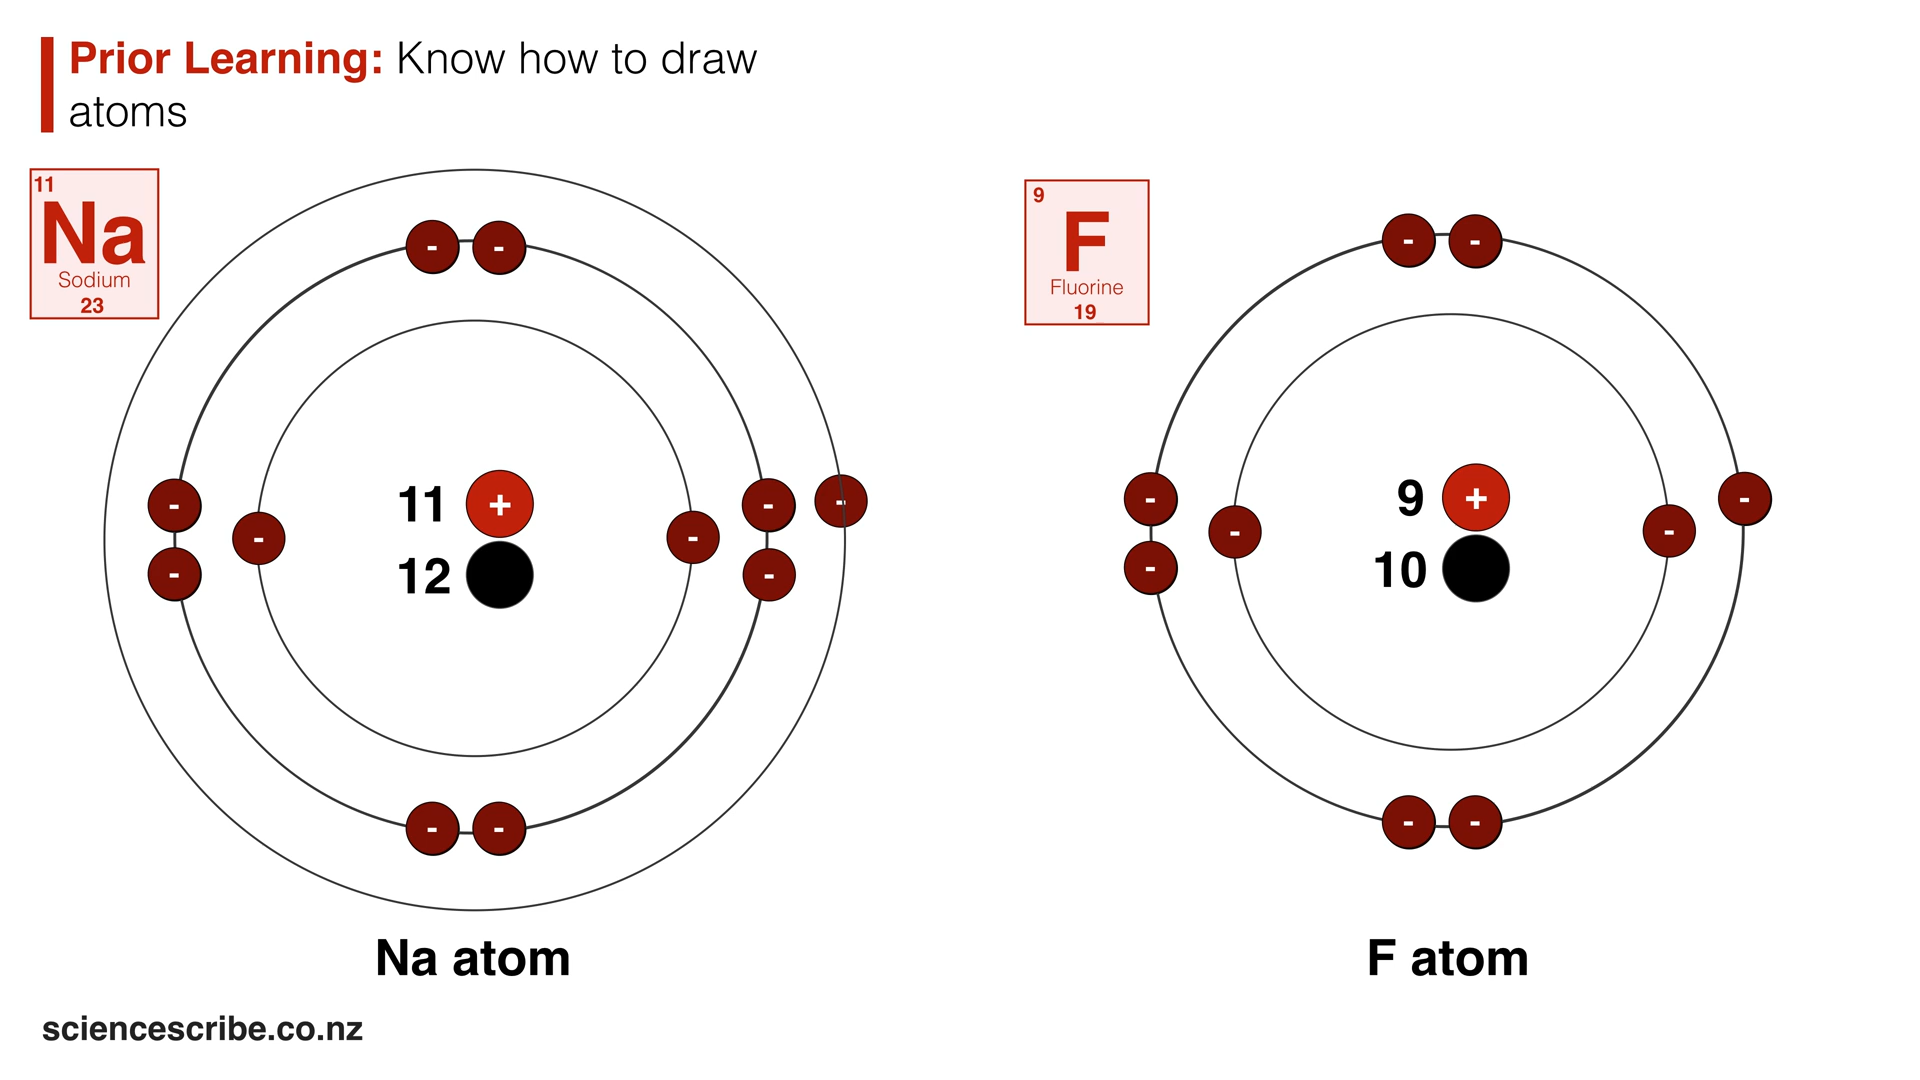 Prior Learning: Know how to draw
atoms
11
Na
Sodium
23
9
F
Fluorine
19
- -
- -
- -
- -
- - - -
- -
11 +
12
- -
- -
9 +
10
- -
- -
Na atom
F atom
sciencescribe.co.nz